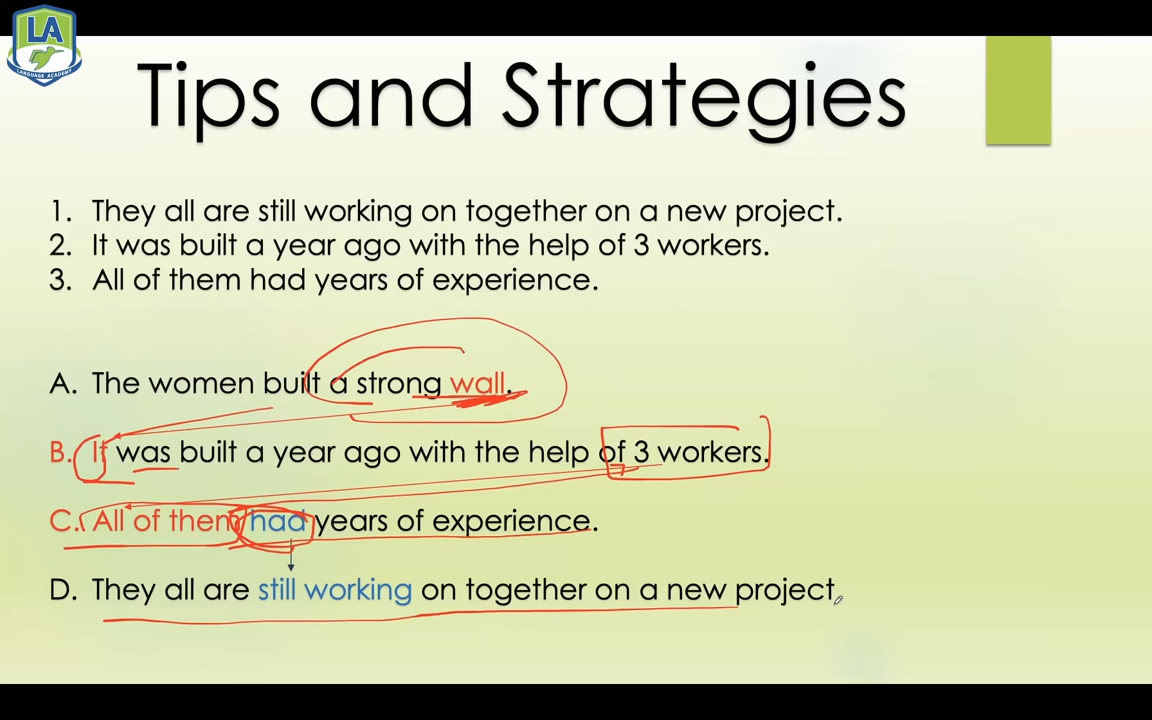 LA
LANGUAGE ACADEMY
Tips and Strategies
1. They all are still working on together on a new project.
2. It was built a year ago with the help of 3 workers.
3. All of them had years of experience.
A. The women built a strong wall.
B. It was built a year ago with the help of 3 workers.
C. All of them had years of experience.
D. They all are still working on together on a new project.